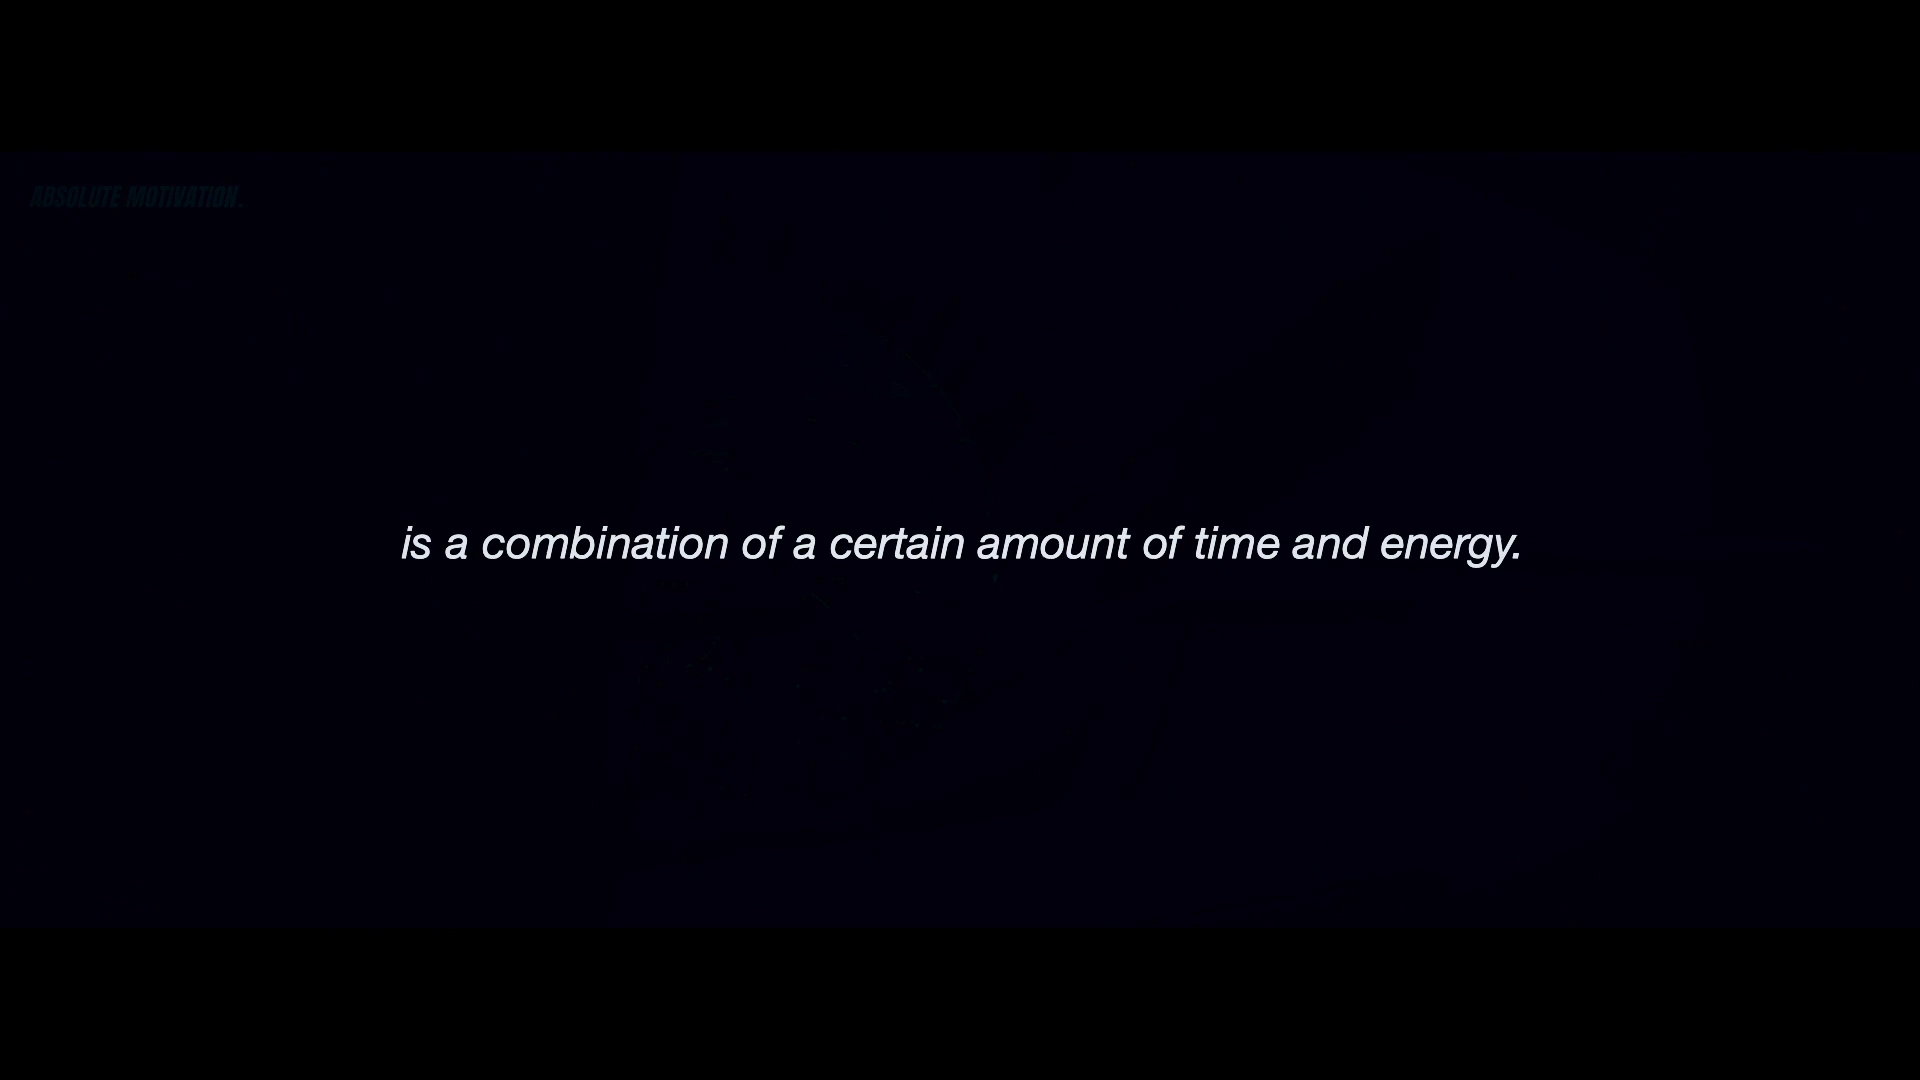 ABSOLUTE MOTIVATION.
is a combination of a certain amount of time and energy.